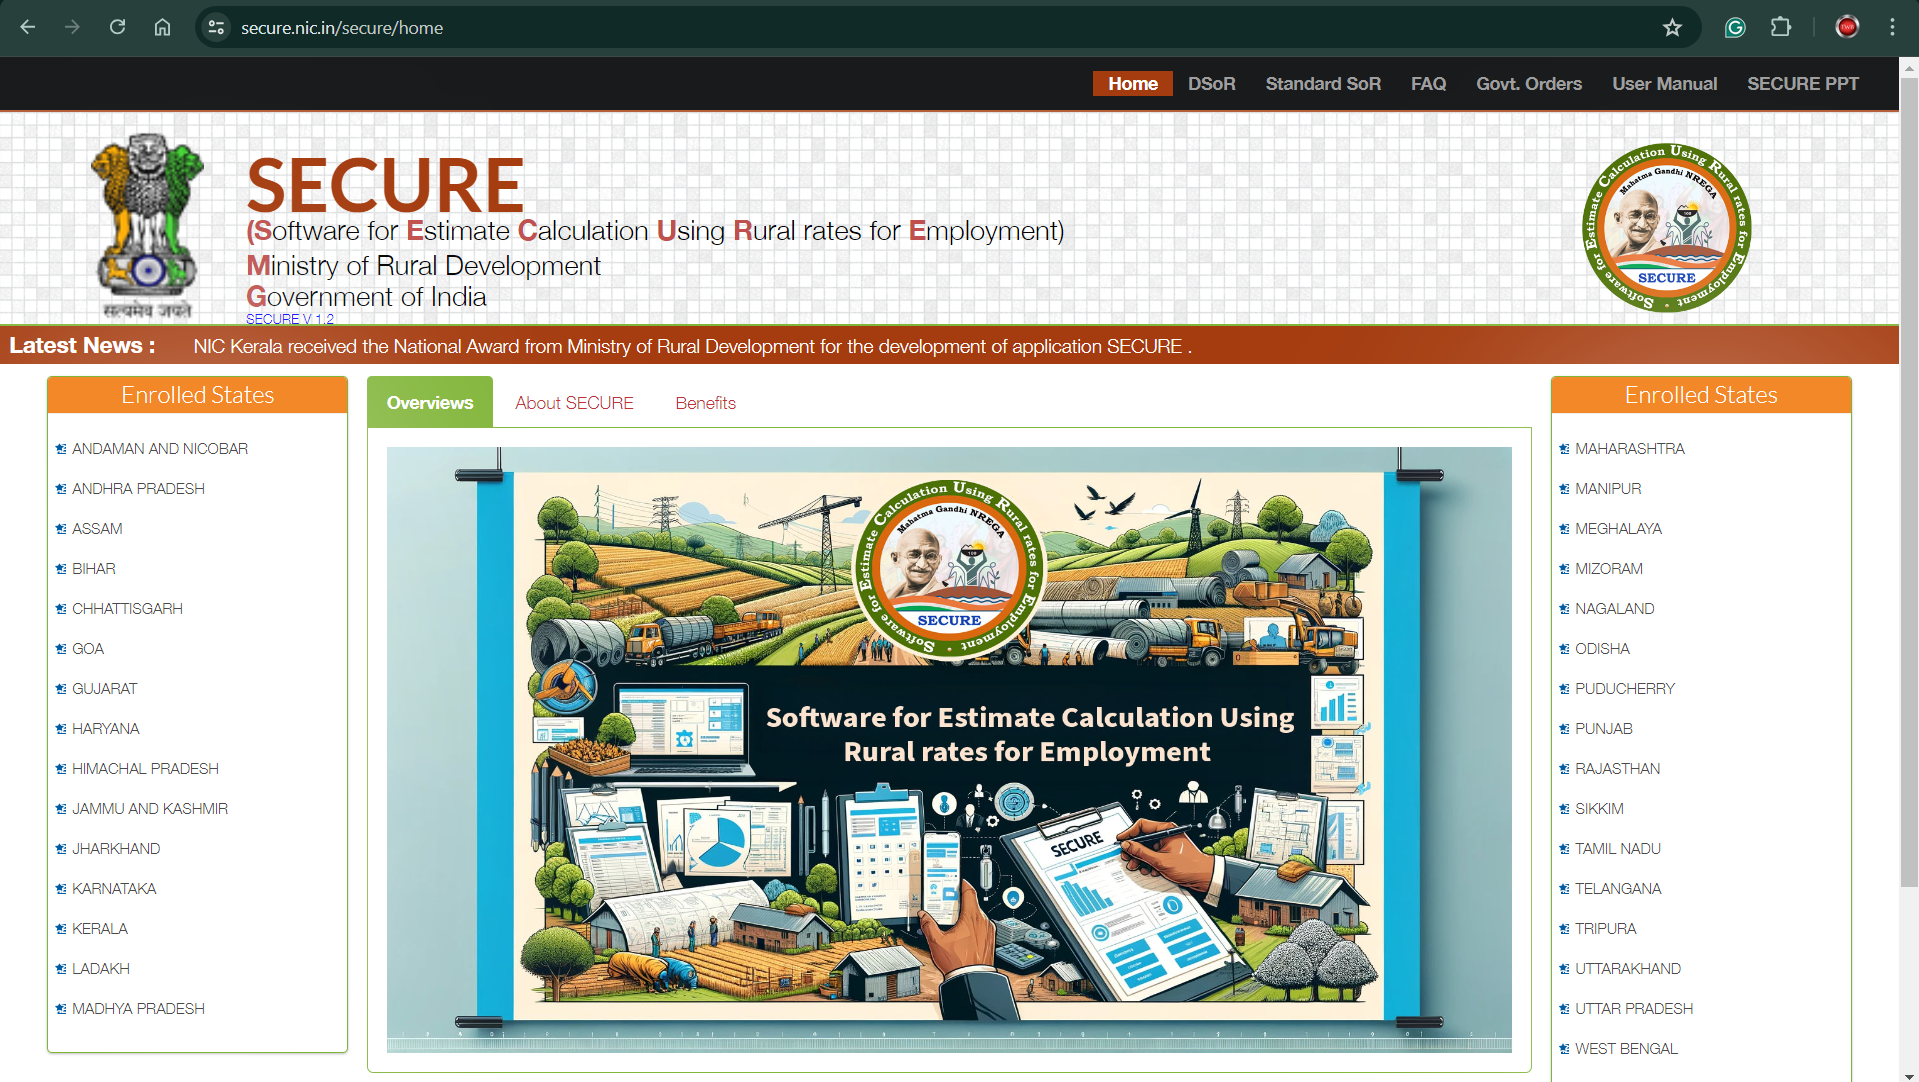 secure.nic.in/secure/home
Home DSoR Standard SoR FAQ Govt. Orders User Manual SECURE PPT
सत्यमेव जयते
SECURE
(Software for Estimate Calculation Using Rural rates for Employment)
Ministry of Rural Development
Government of India
SECURE V 1.2
Software for Estimate Calculation Using Rural rates for Employment
Mahatma Gandhi NREGA
SECURE
Latest News : NIC Kerala received the National Award from Ministry of Rural Development for the development of application SECURE .
Enrolled States
ANDAMAN AND NICOBAR
ANDHRA PRADESH
ASSAM
BIHAR
CHHATTISGARH
GOA
GUJARAT
HARYANA
HIMACHAL PRADESH
JAMMU AND KASHMIR
JHARKHAND
KARNATAKA
KERALA
LADAKH
MADHYA PRADESH
Overviews About SECURE Benefits
Software for Estimate Calculation Using Rural rates for Employment
Mahatma Gandhi NREGA
SECURE
Software for Estimate Calculation Using
Rural rates for Employment
SECURE
Enrolled States
MAHARASHTRA
MANIPUR
MEGHALAYA
MIZORAM
NAGALAND
ODISHA
PUDUCHERRY
PUNJAB
RAJASTHAN
SIKKIM
TAMIL NADU
TELANGANA
TRIPURA
UTTARAKHAND
UTTAR PRADESH
WEST BENGAL